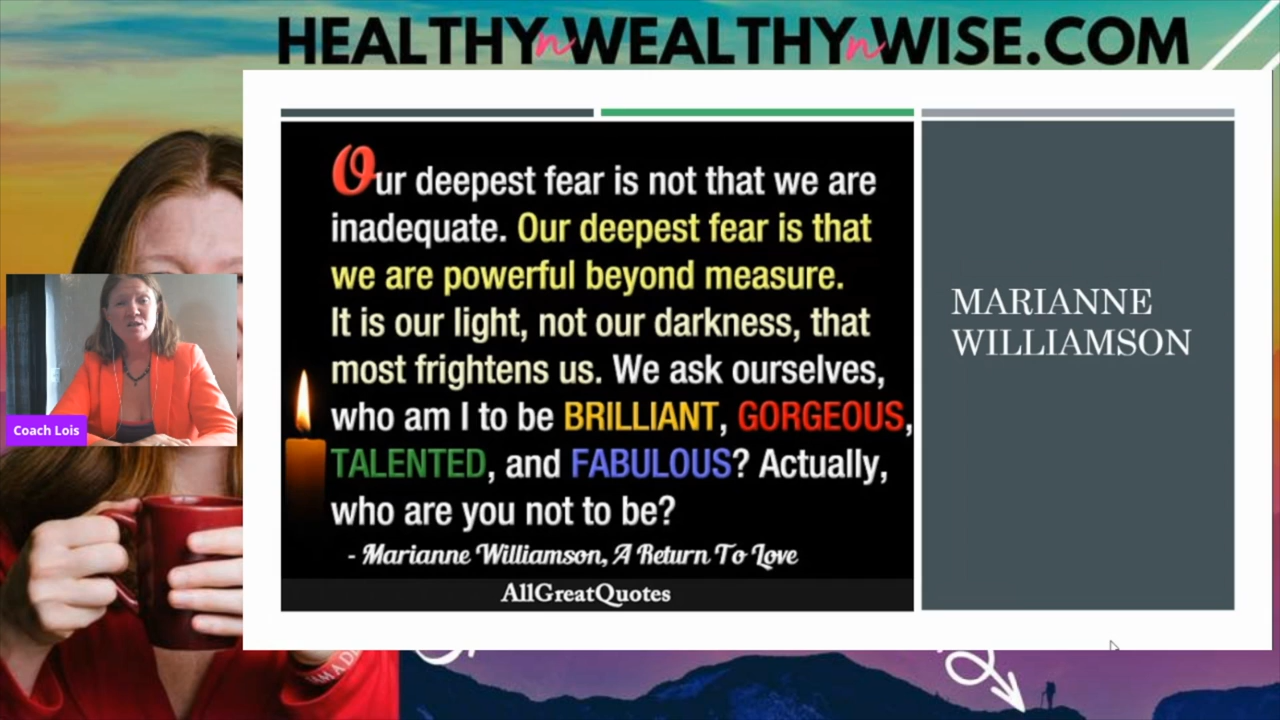 HEALTHYnWEALTHYnWISE.COM
Our deepest fear is not that we are
inadequate. Our deepest fear is that
we are powerful beyond measure.
It is our light, not our darkness, that
most frightens us. We ask ourselves,
who am I to be BRILLIANT, GORGEOUS,
TALENTED, and FABULOUS? Actually,
who are you not to be?
- Marianne Williamson, A Return To Love
AllGreatQuotes
MARIANNE
WILLIAMSON
Coach Lois